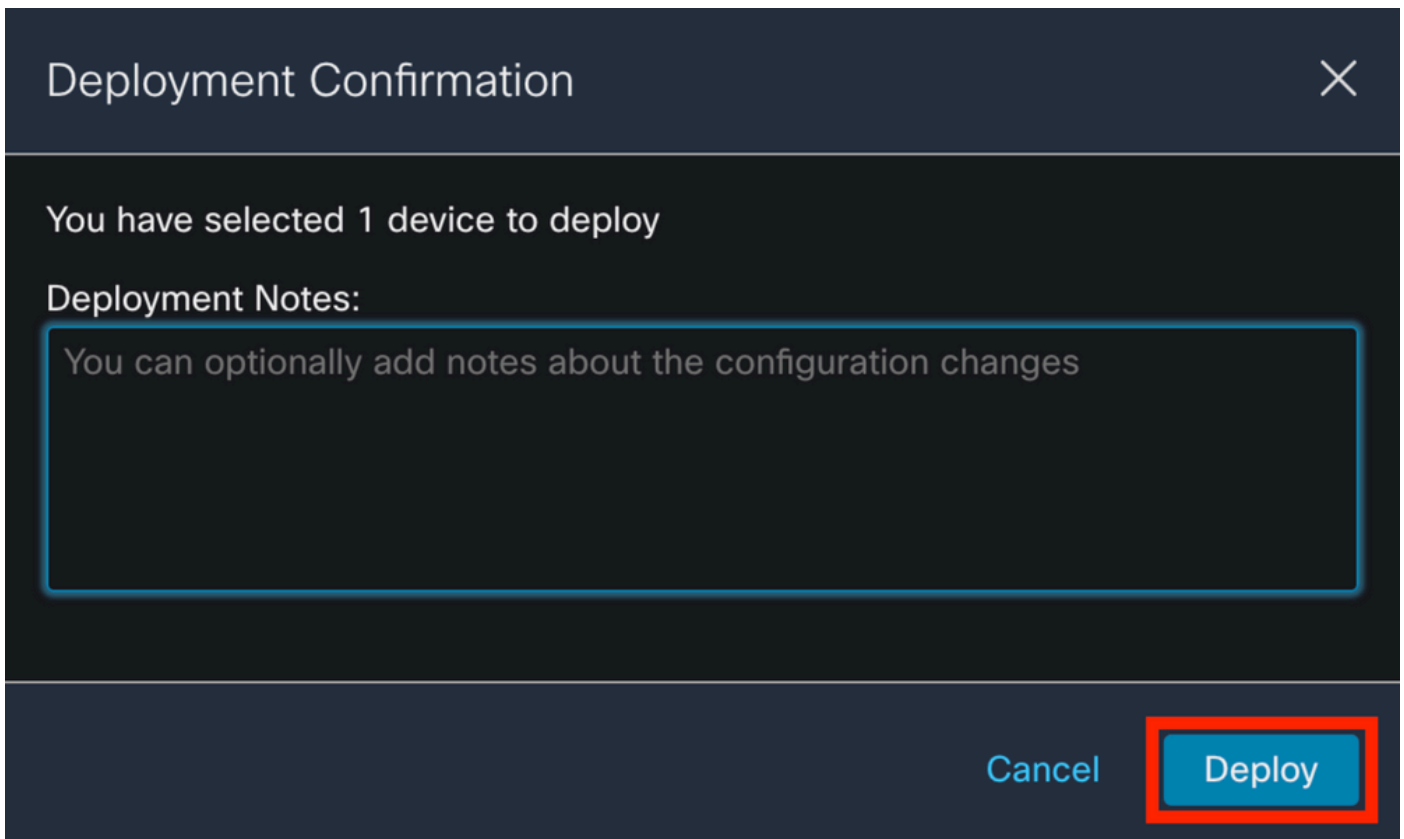 Deployment Confirmation
You have selected 1 device to deploy
Deployment Notes:
You can optionally add notes about the configuration changes
Cancel
Deploy